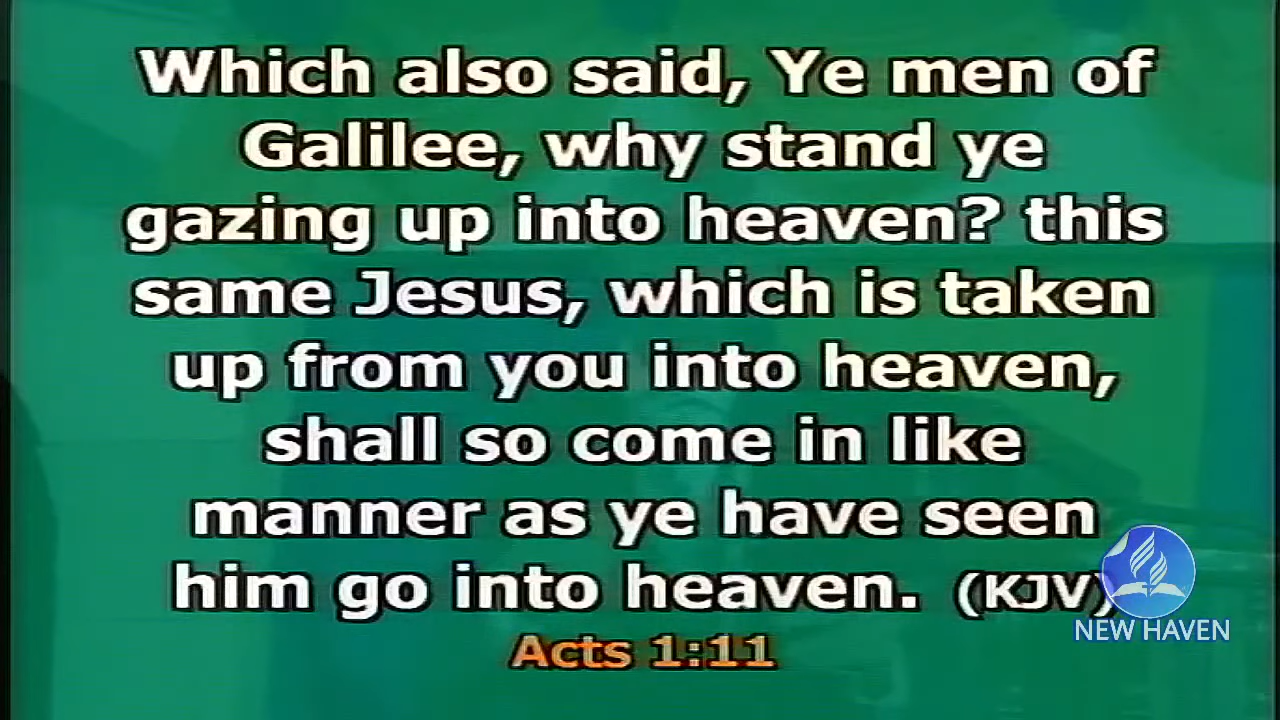 Which also said, Ye men of
Galilee, why stand ye
gazing up into heaven? this
same Jesus, which is taken
up from you into heaven,
shall so come in like
manner as ye have seen
him go into heaven. (KJV)
Acts 1:11
NEW HAVEN